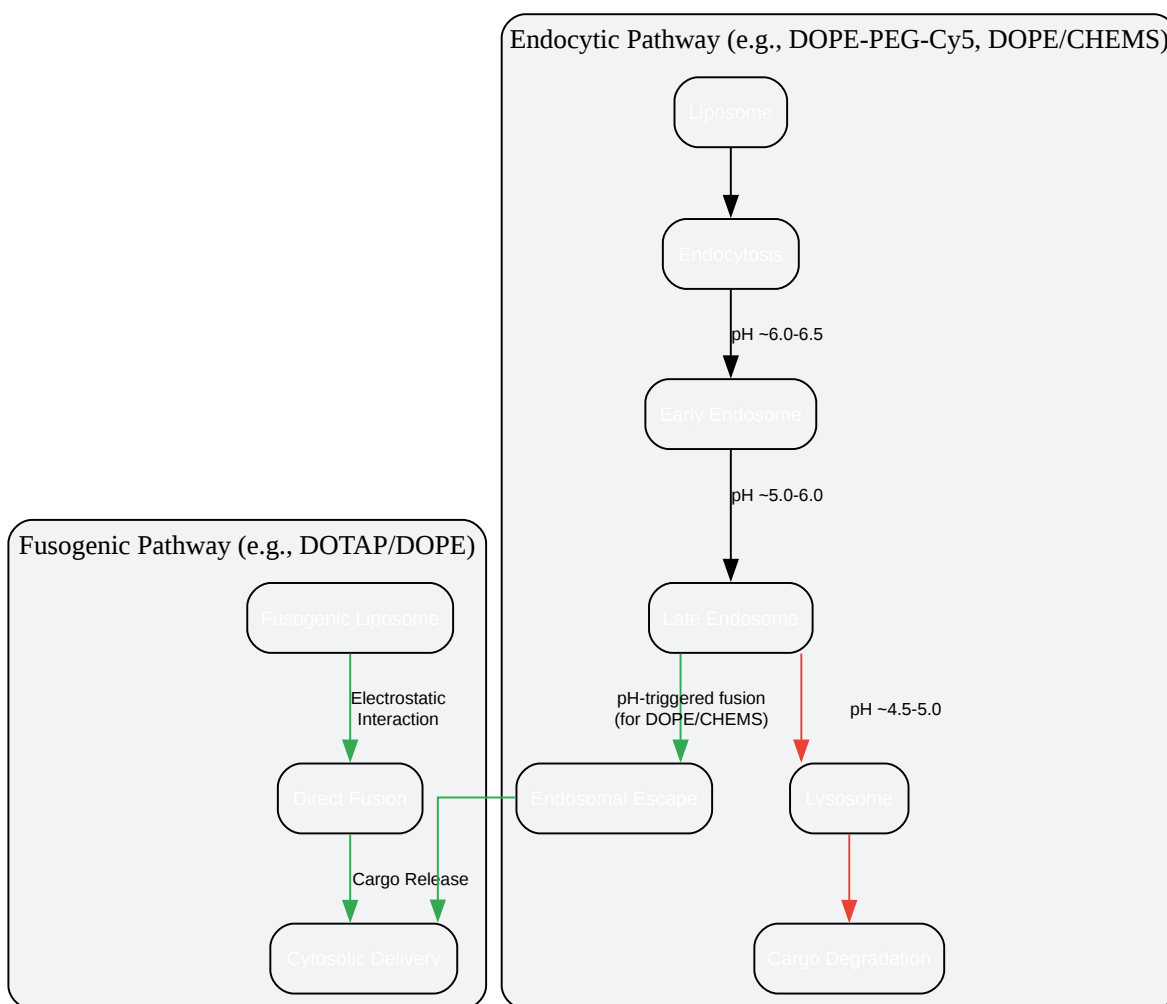 Endocytic Pathway (e.g., DOPE-PEG-Cy5, DOPE/CHEMS)
Liposome
Endocytosis
pH ~6.0-6.5
Early Endosome
pH ~5.0-6.0
Late Endosome
pH-triggered fusion
(for DOPE/CHEMS)
pH ~4.5-5.0
Endosomal Escape
Lysosome
Cargo Degradation
Fusogenic Pathway (e.g., DOTAP/DOPE)
Fusogenic Liposome
Electrostatic
Interaction
Direct Fusion
Cargo Release
Cytosolic Delivery